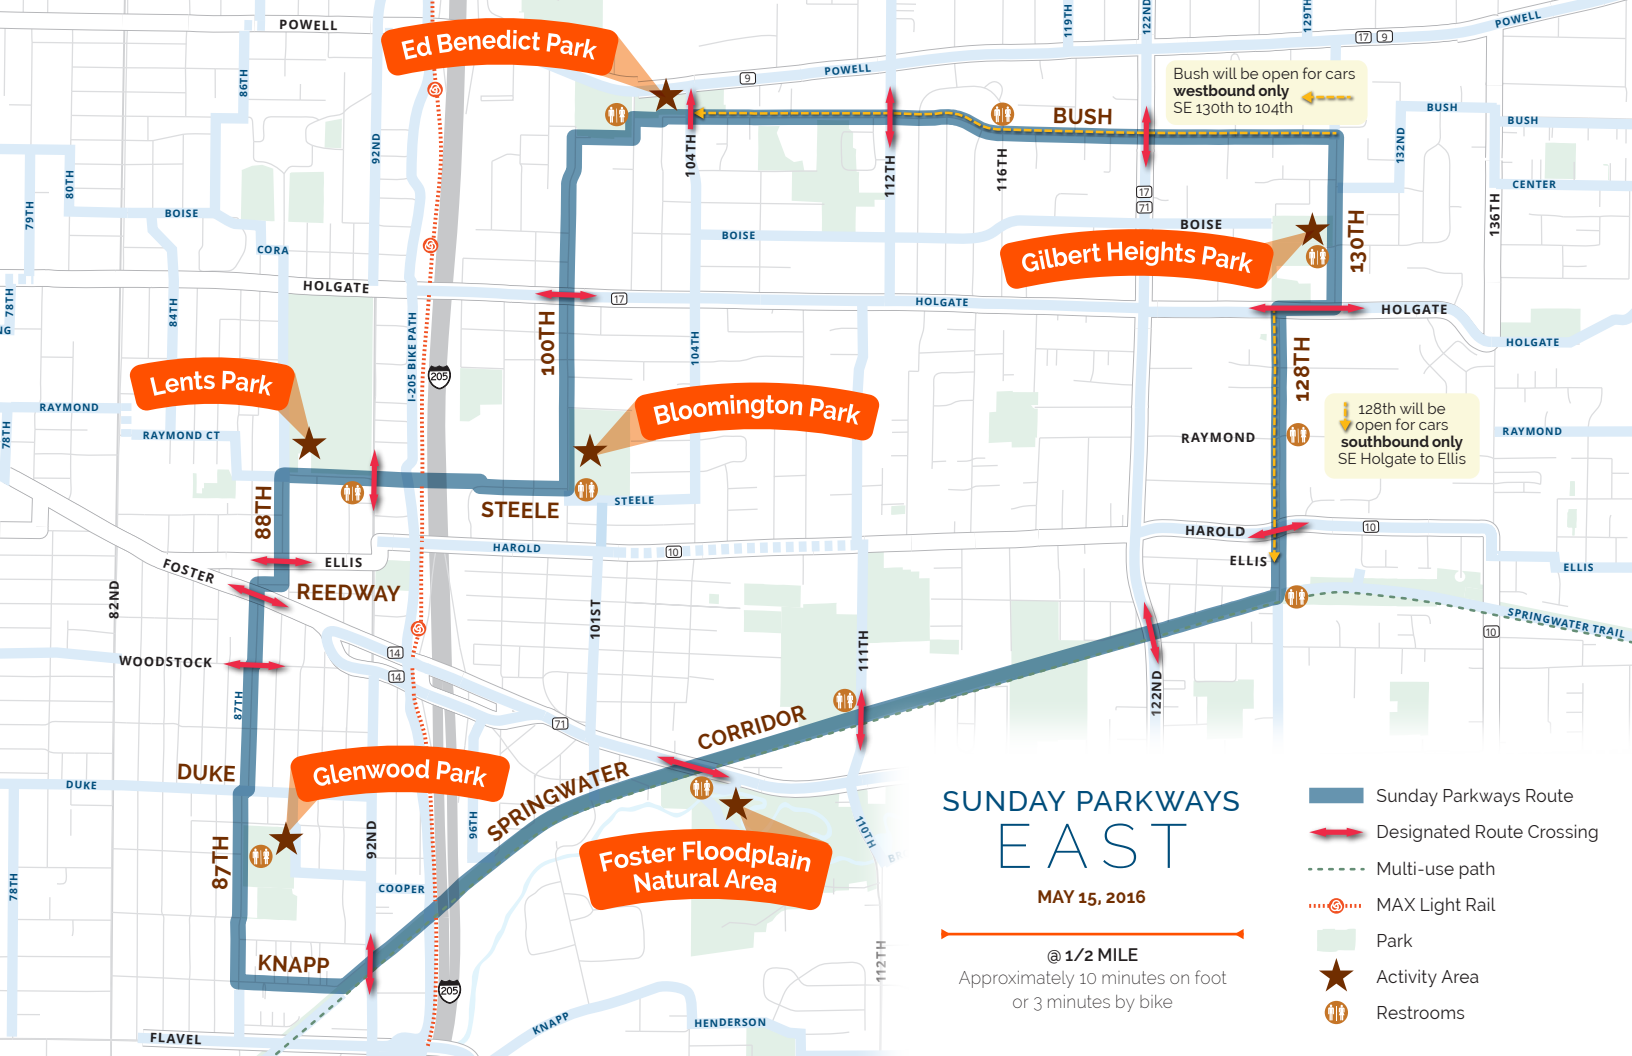 POWELL
86TH
92ND
119TH
122ND
129TH
POWELL
17
9
Ed Benedict Park
9
POWELL
Bush will be open for cars
westbound only
SE 130th to 104th
BUSH
BUSH
BUSH
132ND
104TH
112TH
116TH
80TH
79TH
BOISE
CORA
17
71
CENTER
136TH
BOISE
BOISE
130TH
Gilbert Heights Park
HOLGATE
17
HOLGATE
HOLGATE
HOLGATE
78TH
NG
84TH
I-205 BIKE PATH
100TH
104TH
128TH
205
Lents Park
RAYMOND
78TH
RAYMOND CT
Bloomington Park
128th will be
open for cars
southbound only
SE Holgate to Ellis
RAYMOND
RAYMOND
STEELE
STEELE
88TH
HAROLD
10
HAROLD
10
ELLIS
ELLIS
ELLIS
FOSTER
REEDWAY
82ND
101ST
SPRINGWATER TRAIL
10
111TH
WOODSTOCK
14
14
87TH
122ND
71
CORRIDOR
SPRINGWATER
DUKE
DUKE
Glenwood Park
96TH
110TH
BR
87TH
92ND
78TH
COOPER
Foster Floodplain
Natural Area
112TH
KNAPP
205
KNAPP
HENDERSON
FLAVEL
SUNDAY PARKWAYS
EAST
MAY 15, 2016
@ 1/2 MILE
Approximately 10 minutes on foot
or 3 minutes by bike
Sunday Parkways Route
Designated Route Crossing
Multi-use path
MAX Light Rail
Park
Activity Area
Restrooms